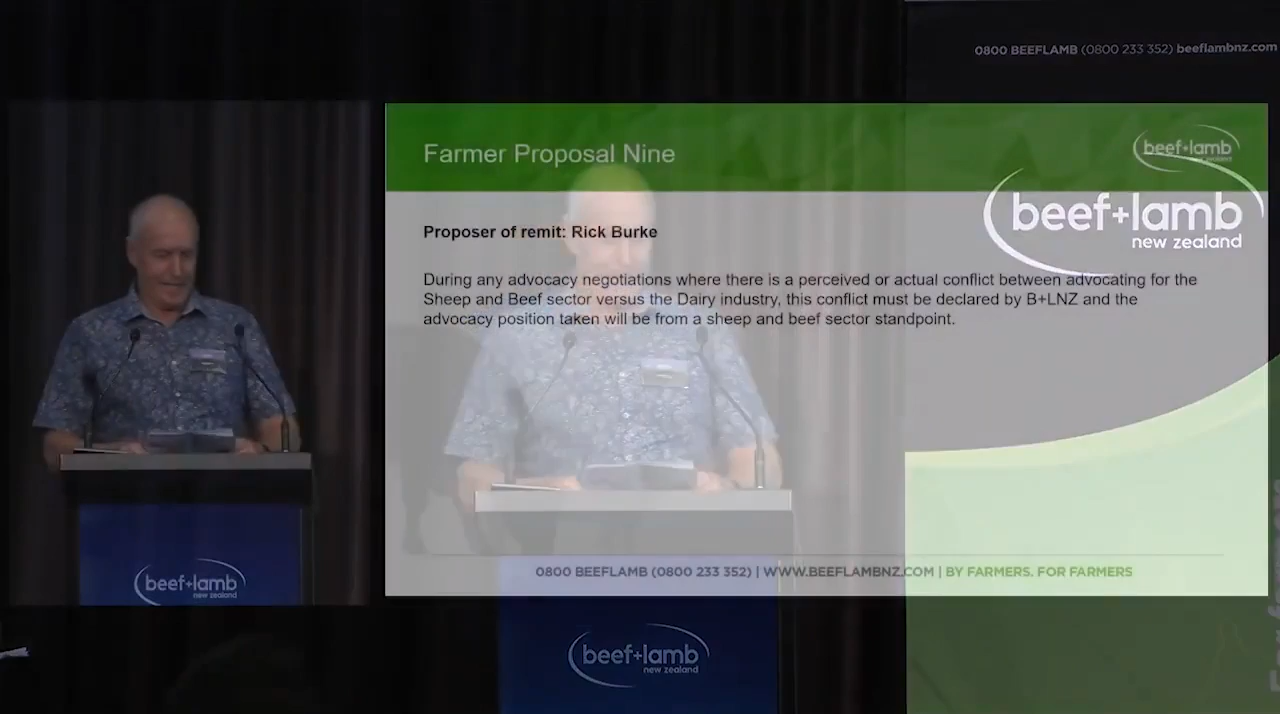 0800 BEEFLAMB (0800 233 352) beeflambnz.com
Farmer Proposal Nine
beef+lamb
new zealand
beef+lamb
new zealand
Proposer of remit: Rick Burke
During any advocacy negotiations where there is a perceived or actual conflict between advocating for the
Sheep and Beef sector versus the Dairy industry, this conflict must be declared by B+LNZ and the
advocacy position taken will be from a sheep and beef sector standpoint.
0800 BEEFLAMB (0800 233 352) | WWW.BEEFLAMBNZ.COM | BY FARMERS. FOR FARMERS
beef+lamb
new zealand
beef+lamb
new zealand